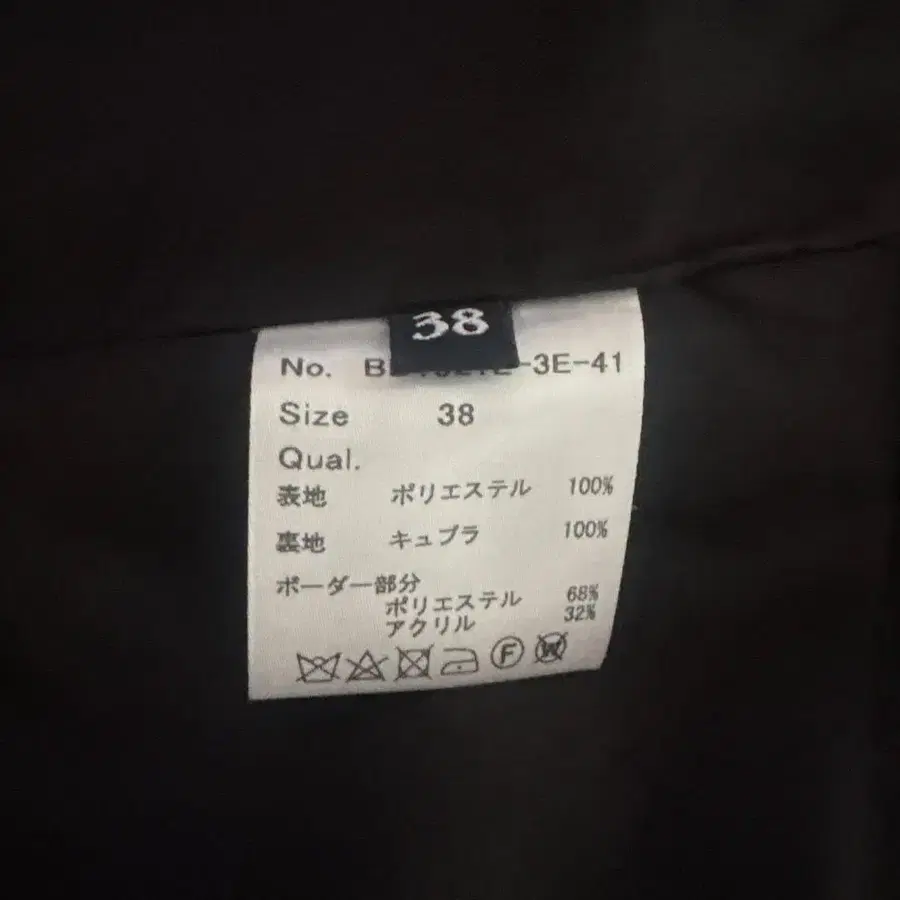 38
No. B -3E-41
Size 38
Qual.
表地 ポリエステル 100%
裏地 キュプラ 100%
ボーダー部分
ポリエステル 68%
アクリル 32%
F W